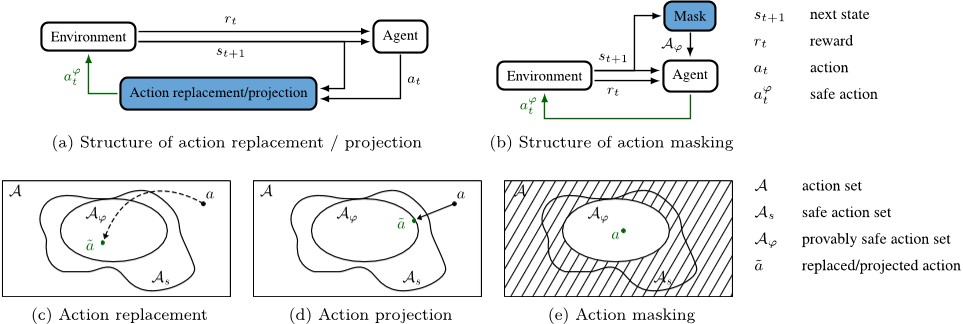 r_t
Environment
Agent
s_{t+1}
a_t^φ
a_t
Action replacement/projection
(a) Structure of action replacement / projection
Mask
𝒜_φ
s_{t+1}
Environment
Agent
r_t
a_t^φ
(b) Structure of action masking
s_{t+1} next state
r_t reward
a_t action
a_t^φ safe action
𝒜
a
𝒜_φ
ã
𝒜_s
(c) Action replacement
𝒜
a
𝒜_φ
ã
𝒜_s
(d) Action projection
𝒜
𝒜_φ
a
𝒜_s
(e) Action masking
𝒜 action set
𝒜_s safe action set
𝒜_φ provably safe action set
ã replaced/projected action